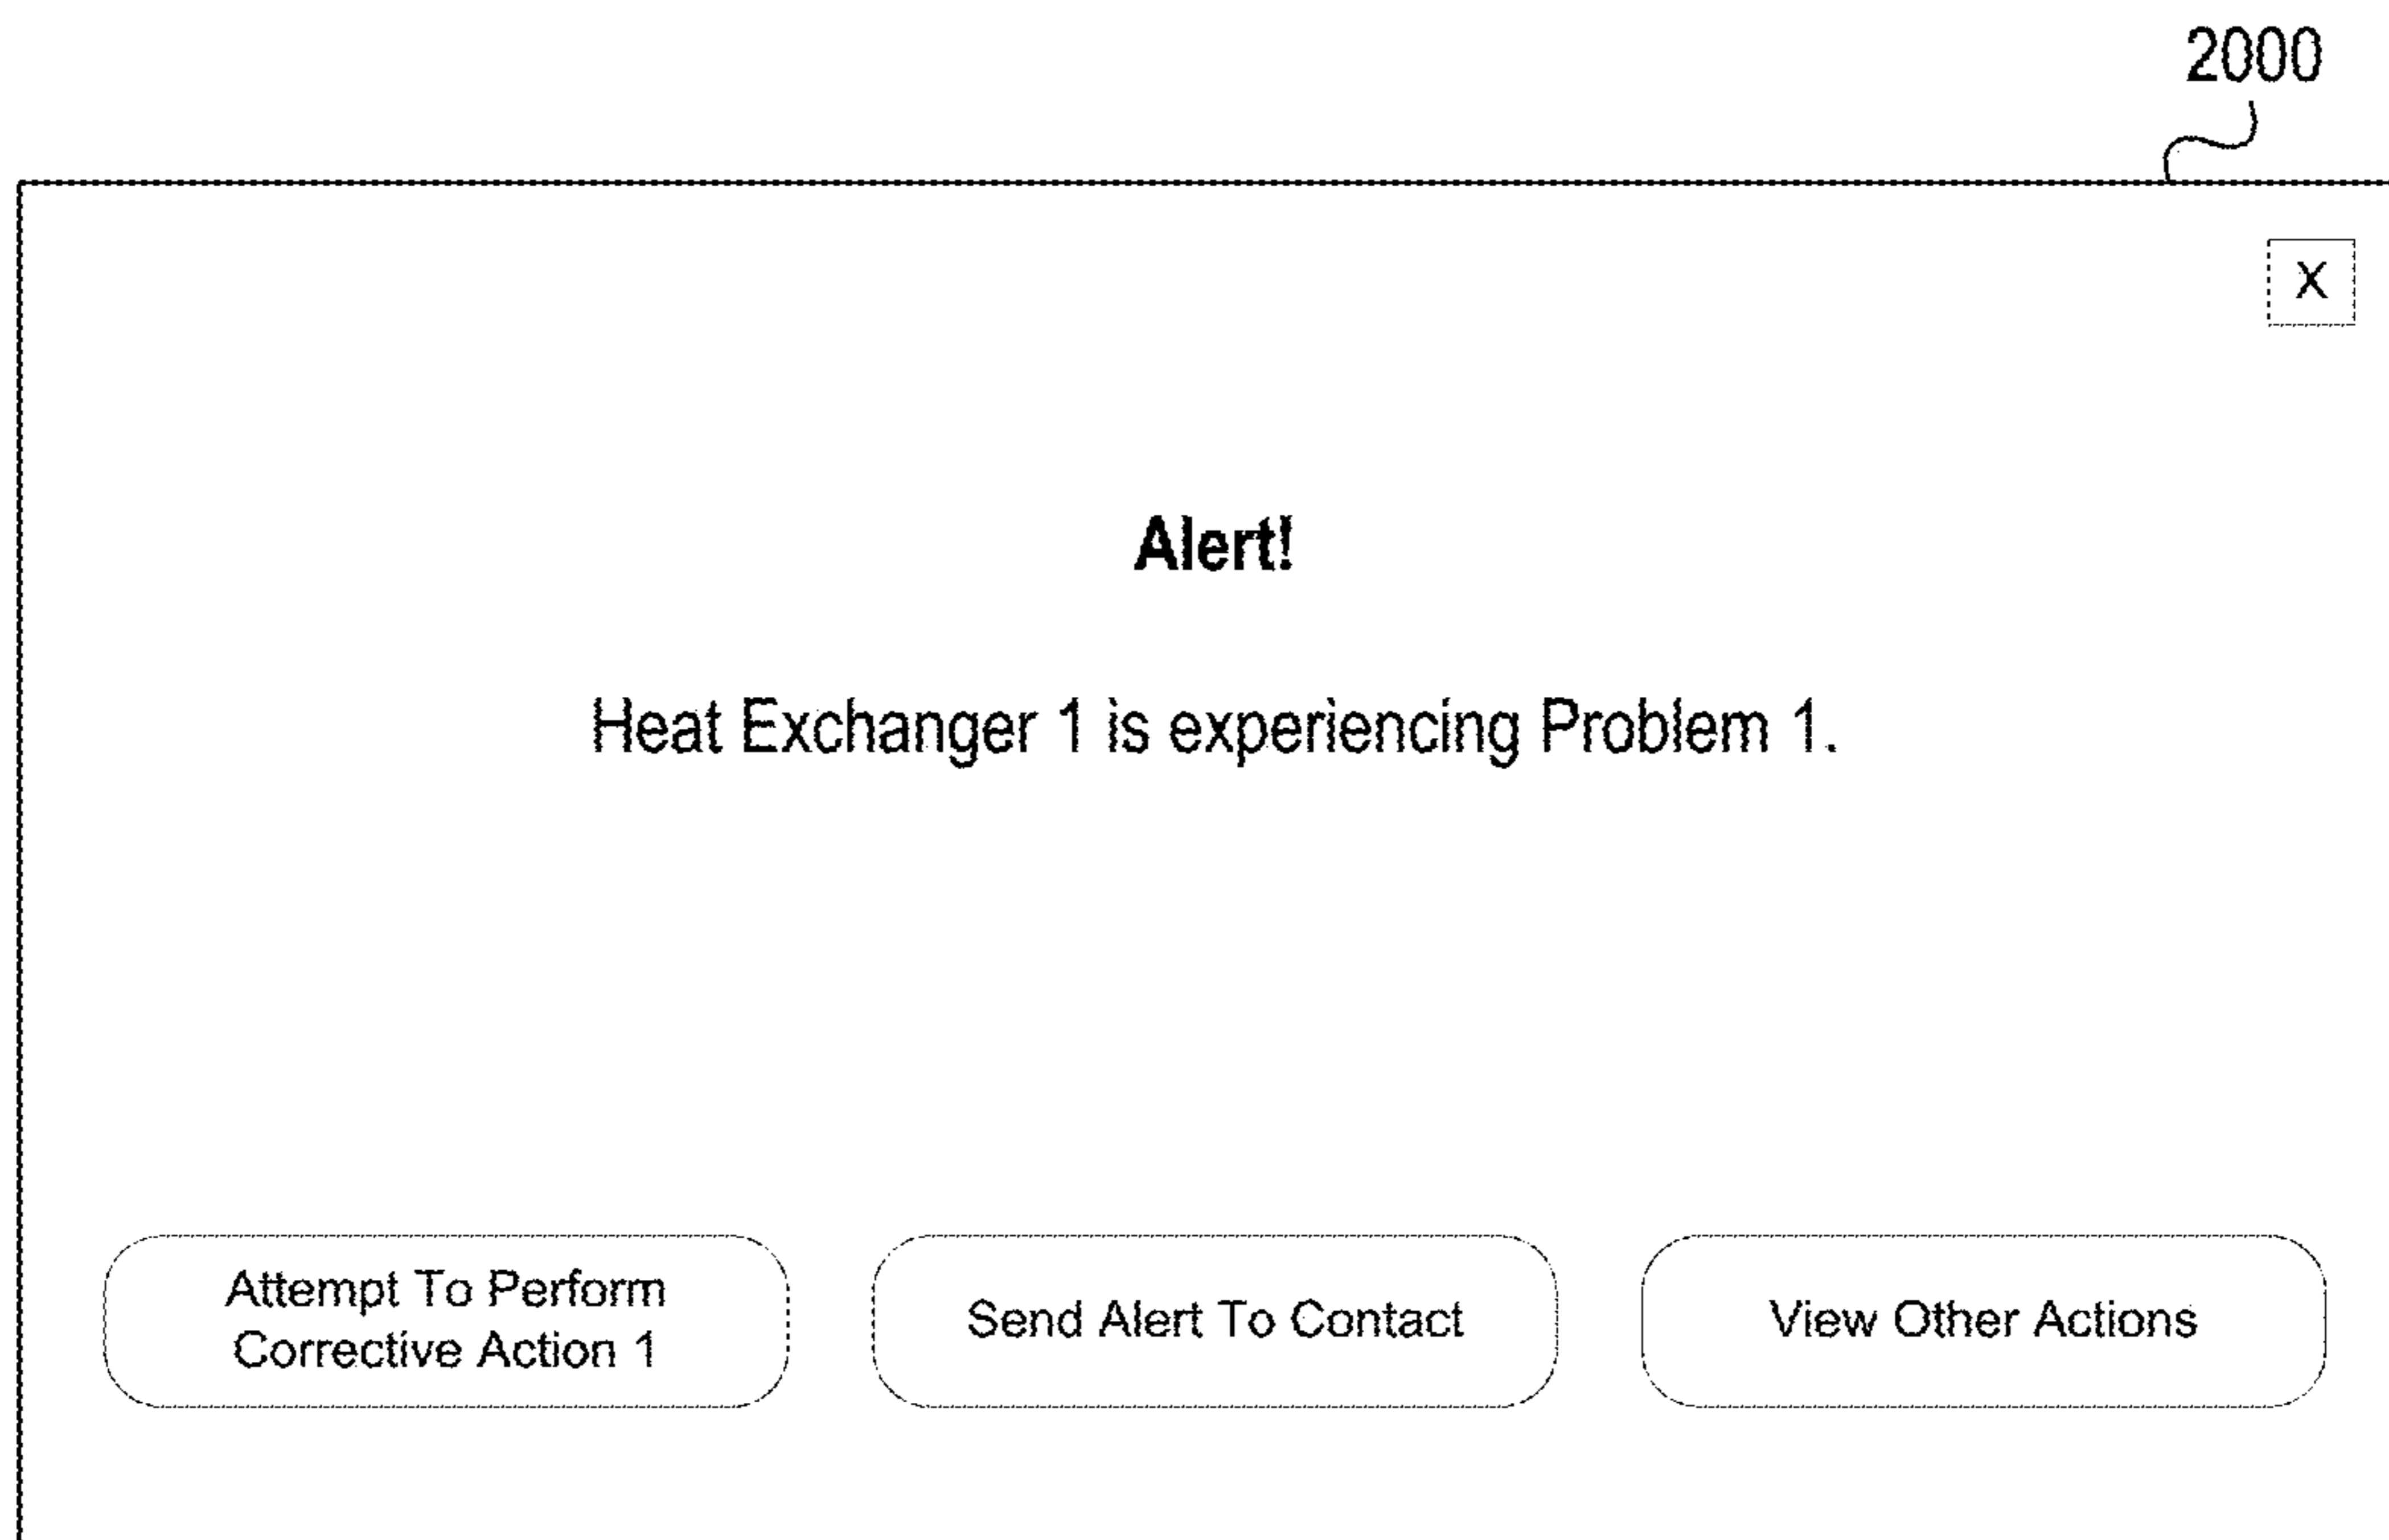 2000
X
Alert!
Heat Exchanger 1 is experiencing Problem 1.
Attempt To Perform
Corrective Action 1
Send Alert To Contact
View Other Actions